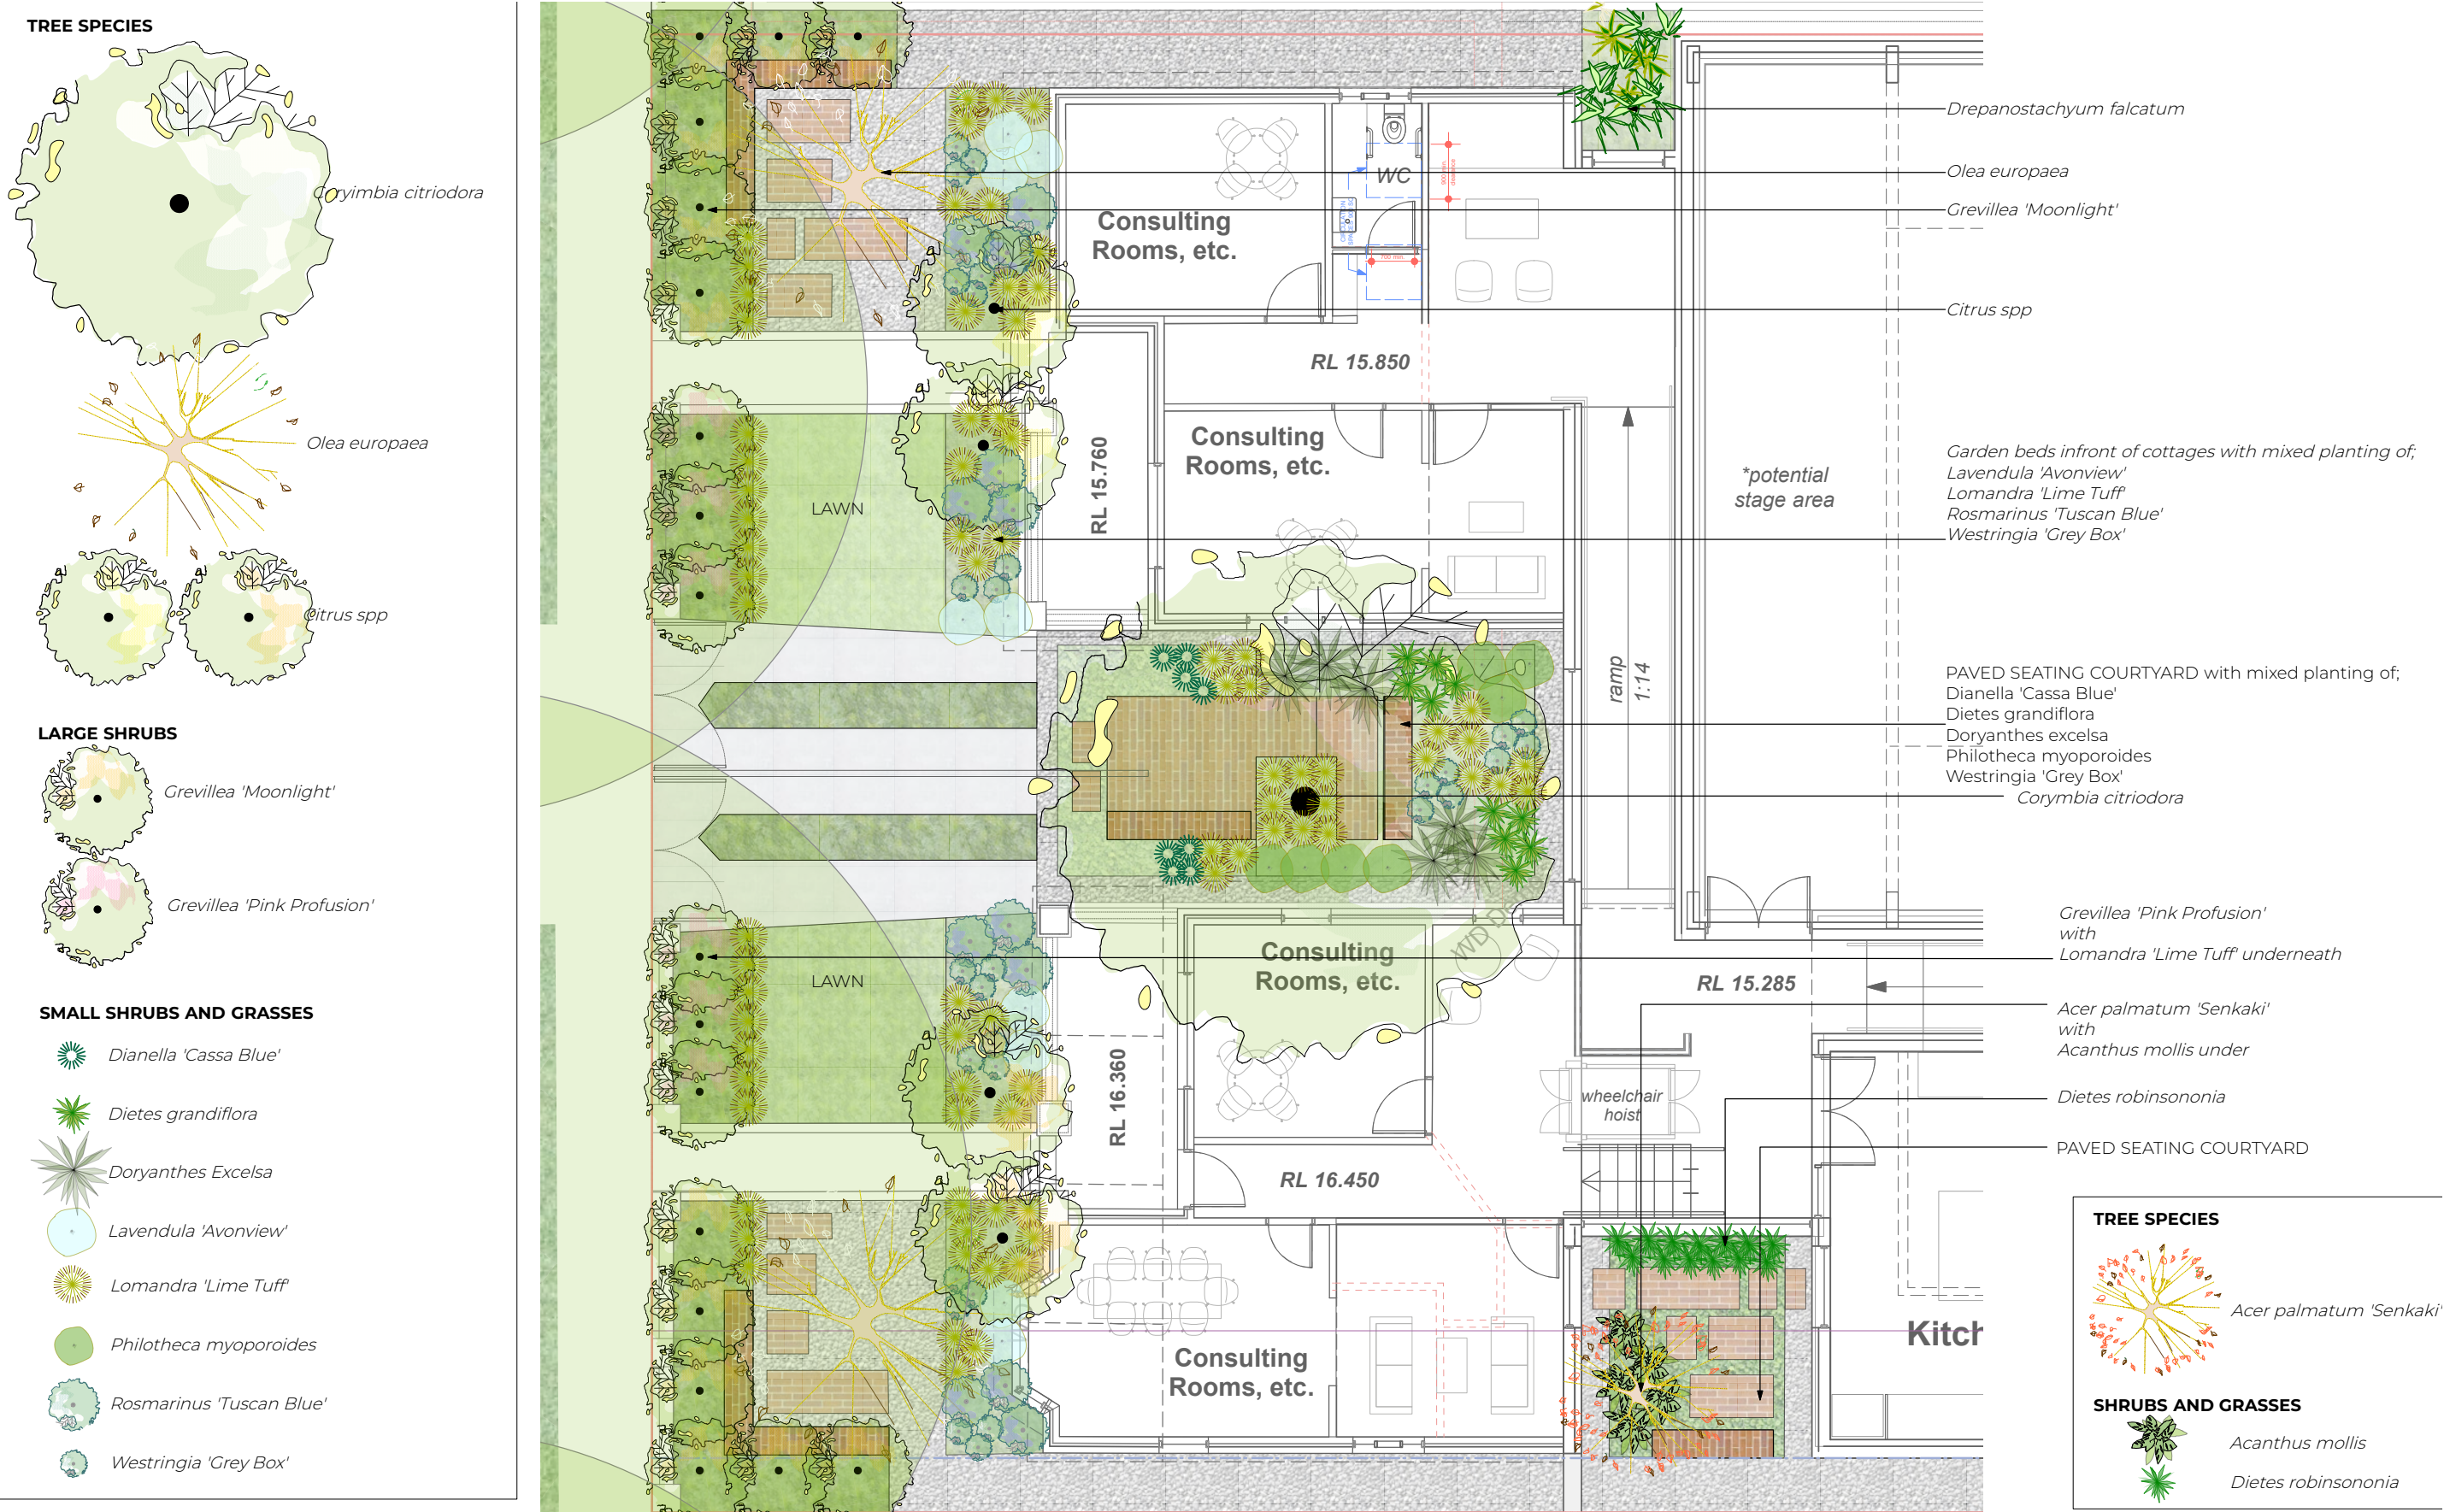 TREE SPECIES
Coryimbia citriodora
Olea europaea
Citrus spp
LARGE SHRUBS
Grevillea 'Moonlight'
Grevillea 'Pink Profusion'
SMALL SHRUBS AND GRASSES
Dianella 'Cassa Blue'
Dietes grandiflora
Doryanthes Excelsa
Lavendula 'Avonview'
Lomandra 'Lime Tuff'
Philotheca myoporoides
Rosmarinus 'Tuscan Blue'
Westringia 'Grey Box'
Consulting
Rooms, etc.
WC
700 min.
RL 15.850
Consulting
Rooms, etc.
RL 15.760
LAWN
*potential
stage area
ramp
1:14
LAWN
Consulting
Rooms, etc.
WD D
RL 15.285
RL 16.360
wheelchair
hoist
RL 16.450
Consulting
Rooms, etc.
Kitch
Drepanostachyum falcatum
Olea europaea
Grevillea 'Moonlight'
Citrus spp
Garden beds infront of cottages with mixed planting of;
Lavendula 'Avonview'
Lomandra 'Lime Tuff'
Rosmarinus 'Tuscan Blue'
Westringia 'Grey Box'
PAVED SEATING COURTYARD with mixed planting of;
Dianella 'Cassa Blue'
Dietes grandiflora
Doryanthes excelsa
Philotheca myoporoides
Westringia 'Grey Box'
Corymbia citriodora
Grevillea 'Pink Profusion'
with
Lomandra 'Lime Tuff' underneath
Acer palmatum 'Senkaki'
with
Acanthus mollis under
Dietes robinsononia
PAVED SEATING COURTYARD
TREE SPECIES
Acer palmatum 'Senkaki'
SHRUBS AND GRASSES
Acanthus mollis
Dietes robinsononia